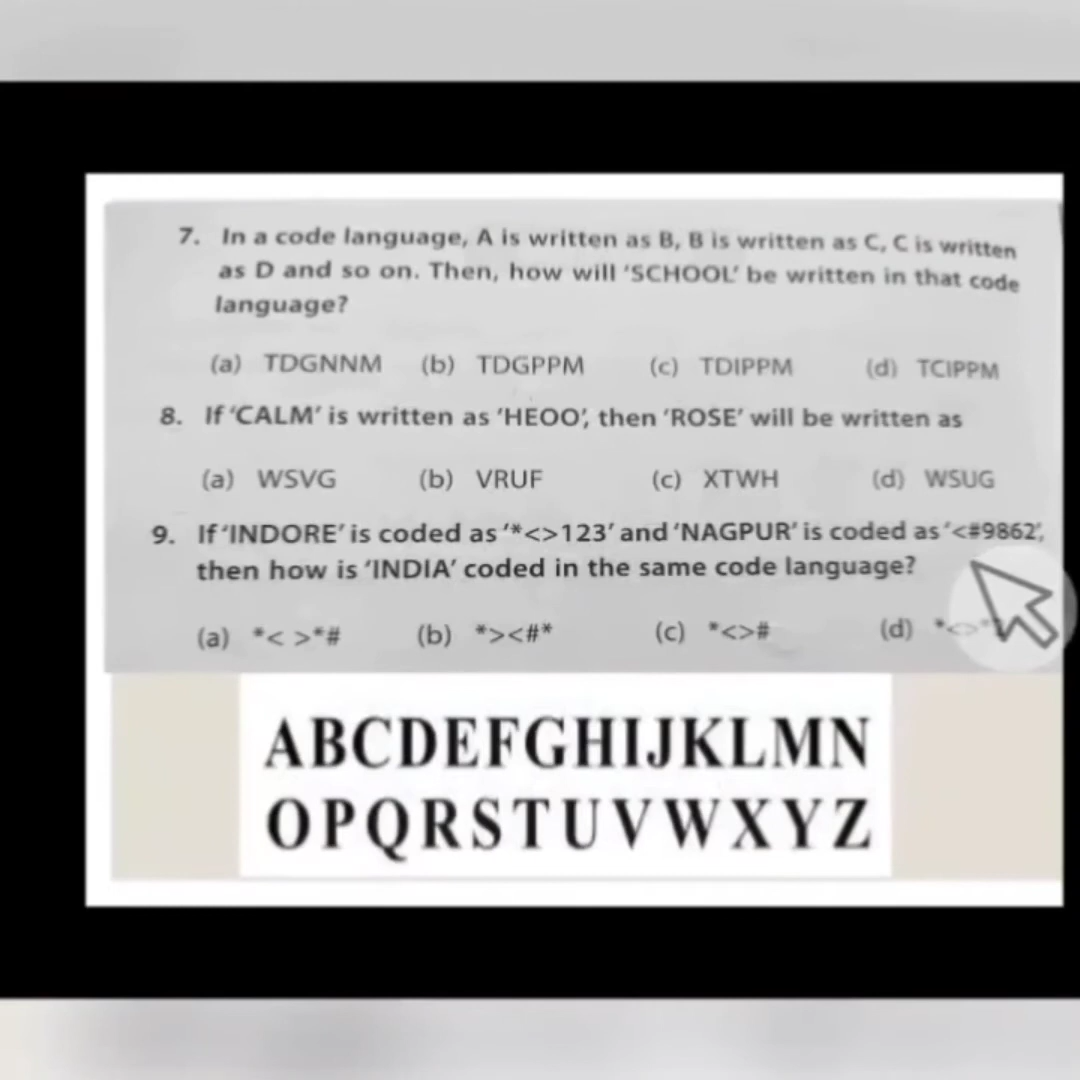 7. In a code language, A is written as B, B is written as C, C is written
as D and so on. Then, how will 'SCHOOL' be written in that code
language?
(a) TDGNNM (b) TDGPPM (c) TDIPPM (d) TCIPPM
8. If 'CALM' is written as 'HEOO', then 'ROSE' will be written as
(a) WSVG (b) VRUF (c) XTWH (d) WSUG
9. If 'INDORE' is coded as '*<>123' and 'NAGPUR' is coded as '<#9862',
then how is 'INDIA' coded in the same code language?
(a) *< >*# (b) *><#* (c) *<># (d)
ABCDEFGHIJKLMN
OPQRSTUVWXYZ